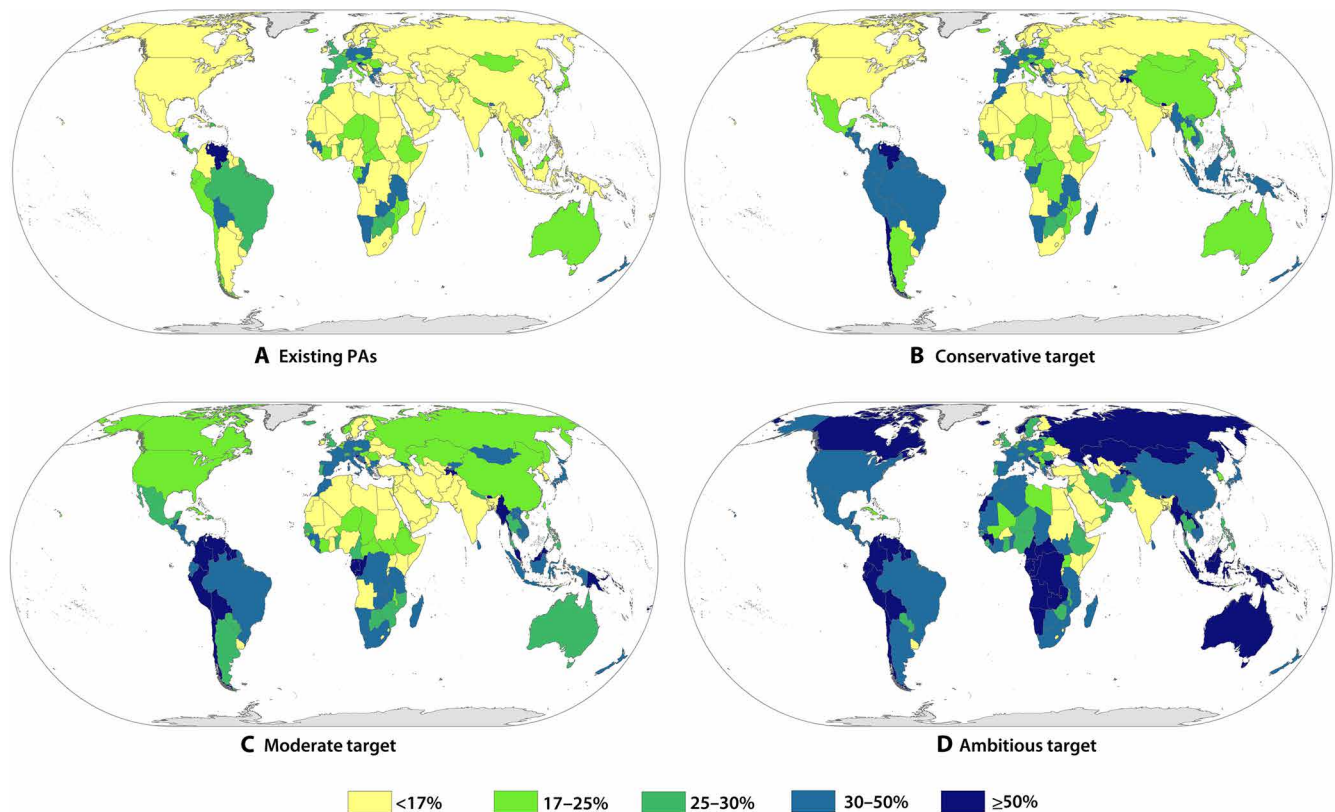 A Existing PAs
B Conservative target
C Moderate target
D Ambitious target
<17%
17–25%
25–30%
30–50%
≥50%